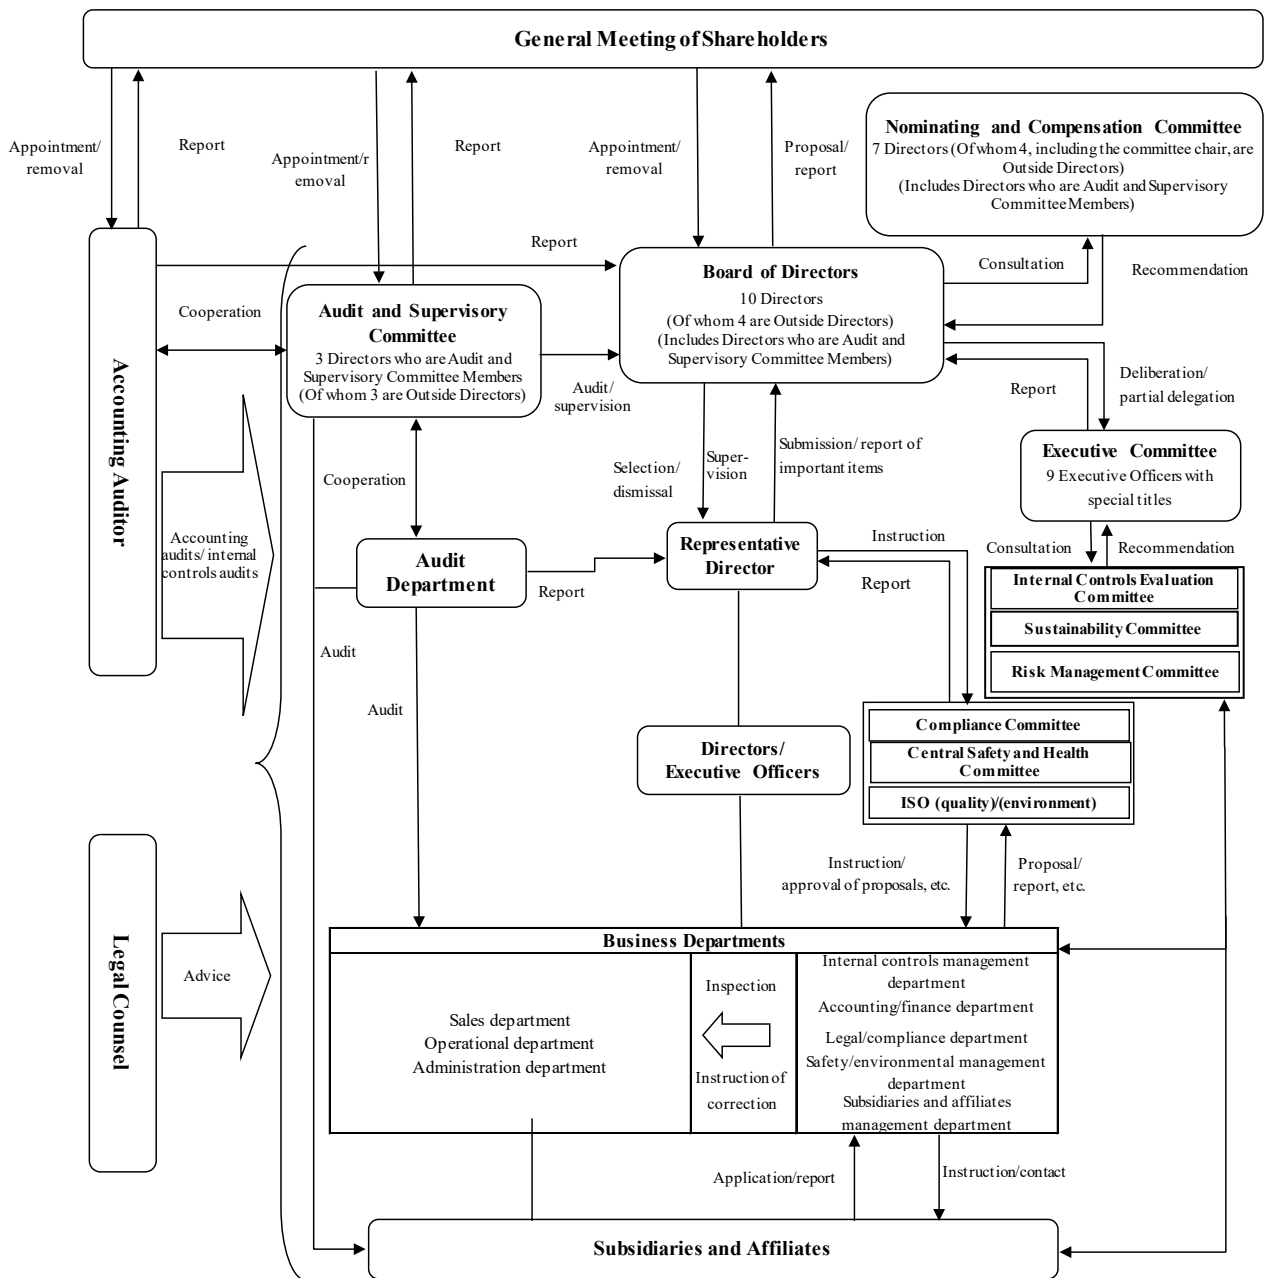 General Meeting of Shareholders
Appointment/
removal
Report
Appointment/r
emoval
Report
Appointment/
removal
Proposal/
report
Nominating and Compensation Committee
7 Directors (Of whom 4, including the committee chair, are
Outside Directors)
(Includes Directors who are Audit and Supervisory
Committee Members)
Report
Consultation
Recommendation
Board of Directors
10 Directors
(Of whom 4 are Outside Directors)
(Includes Directors who are Audit and
Supervisory Committee Members)
Cooperation
Audit and Supervisory
Committee
3 Directors who are Audit and
Supervisory Committee Members
(Of whom 3 are Outside Directors)
Audit/
supervision
Report
Deliberation/
partial delegation
Accounting Auditor
Accounting
audits/internal
controls audits
Cooperation
Selection/
dismissal
Super-
vision
Submission/report of
important items
Executive Committee
9 Executive Officers with
special titles
Audit
Department
Report
Representative
Director
Instruction
Report
Consultation
Recommendation
Internal Controls Evaluation
Committee
Sustainability Committee
Risk Management Committee
Audit
Audit
Directors/
Executive Officers
Compliance Committee
Central Safety and Health
Committee
ISO (quality)/(environment)
Instruction/
approval of proposals, etc.
Proposal/
report, etc.
Legal Counsel
Advice
Business Departments
Sales department
Operational department
Administration department
Inspection
Instruction of
correction
Internal controls management
department
Accounting/finance department
Legal/compliance department
Safety/environmental management
department
Subsidiaries and affiliates
management department
Application/report
Instruction/contact
Subsidiaries and Affiliates